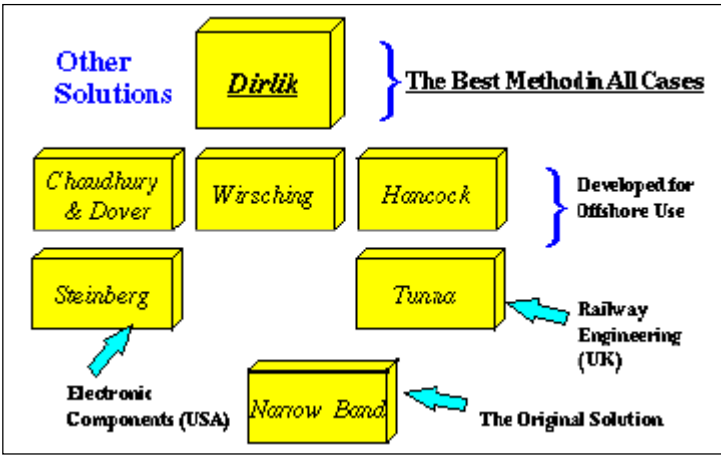 Other
Solutions
Dirlik
The Best Method in All Cases
Chaudhury
& Dover
Wirsching
Hancock
Developed for
Offshore Use
Steinberg
Tunna
Railway
Engineering
(UK)
Electronic
Components (USA)
Narrow Band
The Original Solution